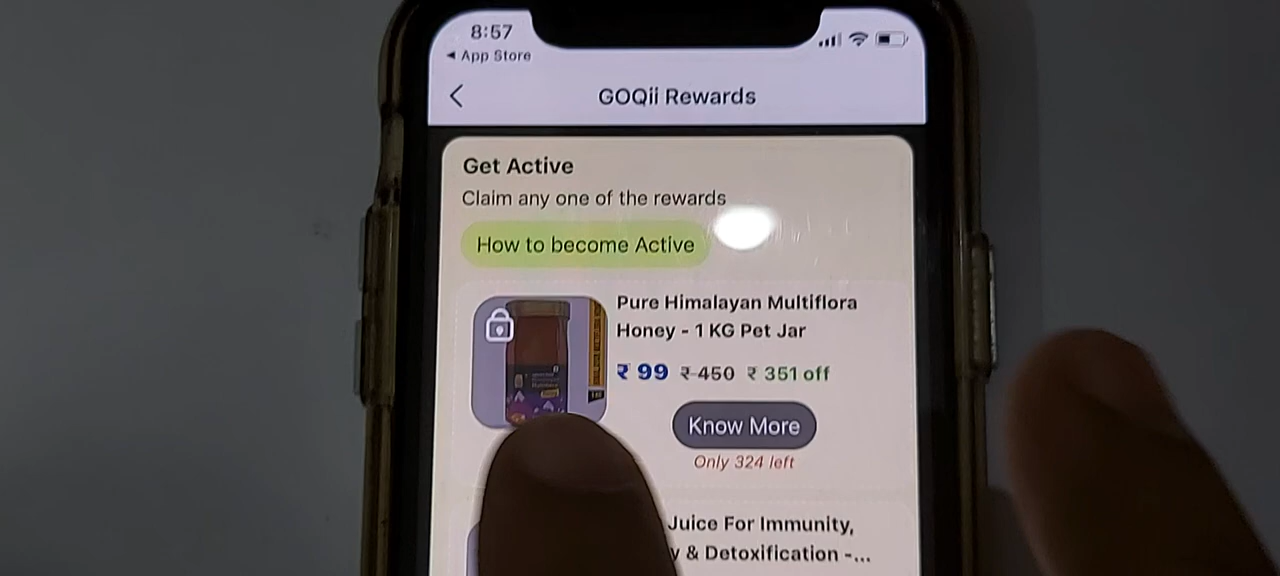 8:57
◄ App Store
GOQii Rewards
Get Active
Claim any one of the rewards
How to become Active
Pure Himalayan Multiflora
Honey - 1 KG Pet Jar
₹ 99 ₹ 450 ₹ 351 off
Know More
Only 324 left
Juice For Immunity,
y & Detoxification -...